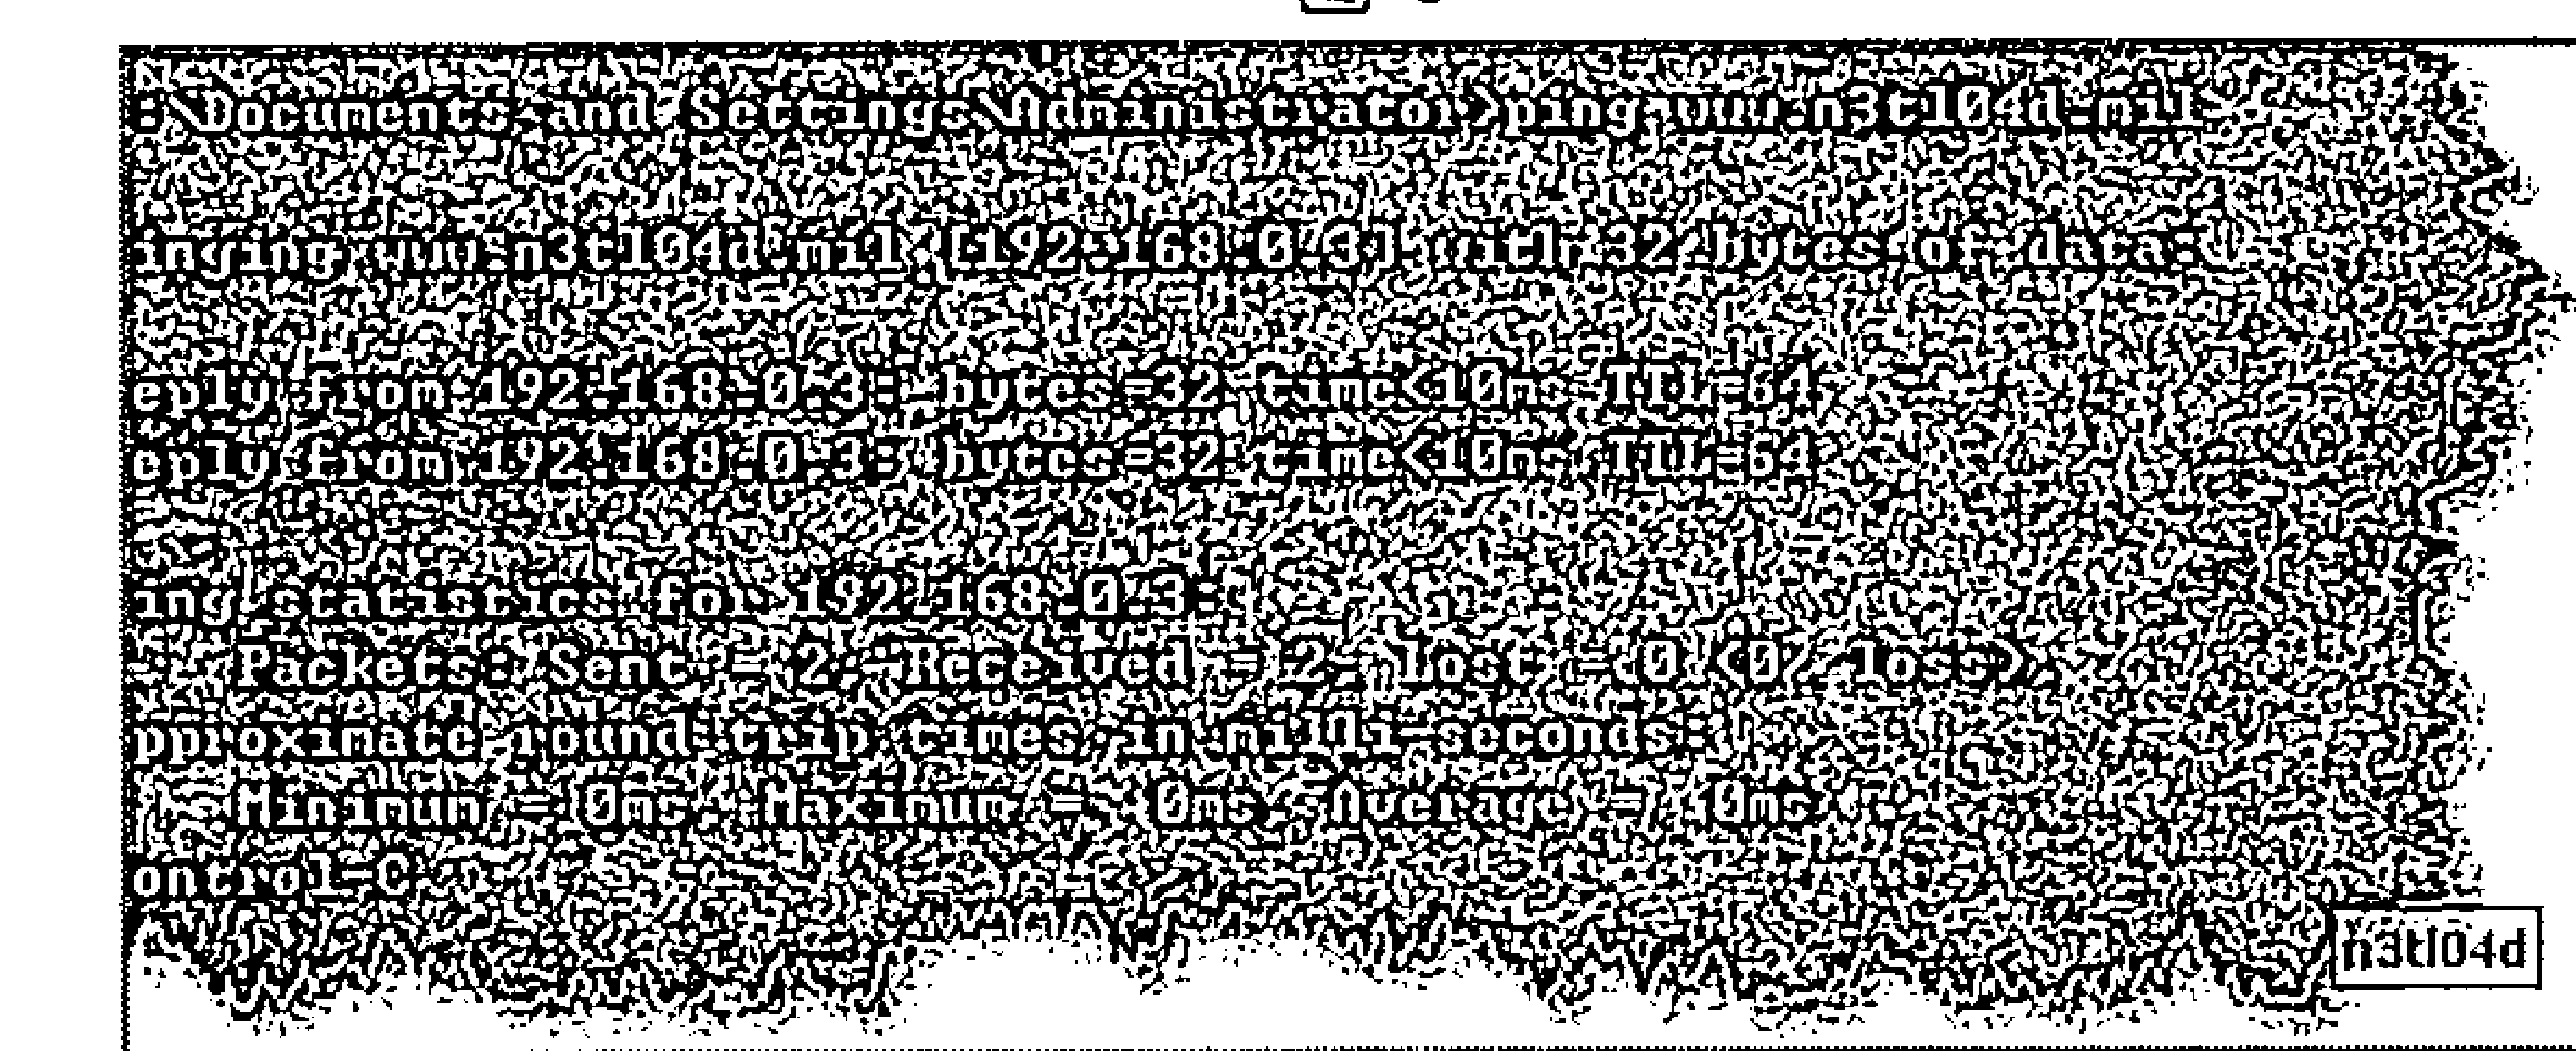 :\Documents and Settings\Administrator>ping www.n3tl04d.mil
inging www.n3tl04d.mil [192.168.0.3] with 32 bytes of data:
eply from 192.168.0.3: bytes=32 time<10ms TTL=64
eply from 192.168.0.3: bytes=32 time<10ms TTL=64
ing statistics for 192.168.0.3:
Packets: Sent = 2, Received = 2, Lost = 0 (0% loss),
pproximate round trip times in milli-seconds:
Minimum = 0ms, Maximum = 0ms, Average = 0ms
ontrol-C
n3tl04d